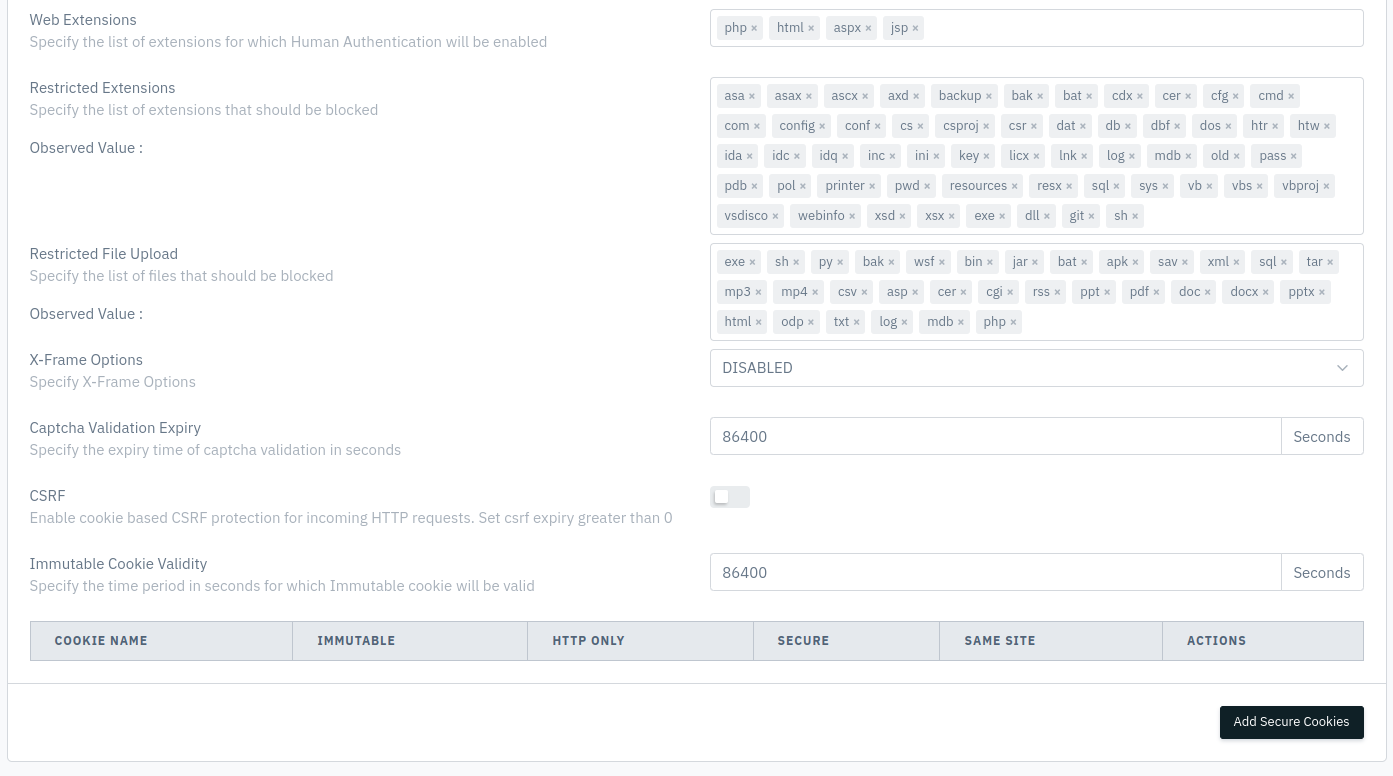 Web Extensions
Specify the list of extensions for which Human Authentication will be enabled
php × html × aspx × jsp ×
Restricted Extensions
Specify the list of extensions that should be blocked
Observed Value :
asa × asax × ascx × axd × backup × bak × bat × cdx × cer × cfg × cmd ×
com × config × conf × cs × csproj × csr × dat × db × dbf × dos × htr × htw ×
ida × idc × idq × inc × ini × key × licx × lnk × log × mdb × old × pass ×
pdb × pol × printer × pwd × resources × resx × sql × sys × vb × vbs × vbproj ×
vsdisco × webinfo × xsd × xsx × exe × dll × git × sh ×
Restricted File Upload
Specify the list of files that should be blocked
Observed Value :
exe × sh × py × bak × wsf × bin × jar × bat × apk × sav × xml × sql × tar ×
mp3 × mp4 × csv × asp × cer × cgi × rss × ppt × pdf × doc × docx × pptx ×
html × odp × txt × log × mdb × php ×
X-Frame Options
Specify X-Frame Options
DISABLED
Captcha Validation Expiry
Specify the expiry time of captcha validation in seconds
86400 Seconds
CSRF
Enable cookie based CSRF protection for incoming HTTP requests. Set csrf expiry greater than 0
Immutable Cookie Validity
Specify the time period in seconds for which Immutable cookie will be valid
86400 Seconds
COOKIE NAME IMMUTABLE HTTP ONLY SECURE SAME SITE ACTIONS
Add Secure Cookies